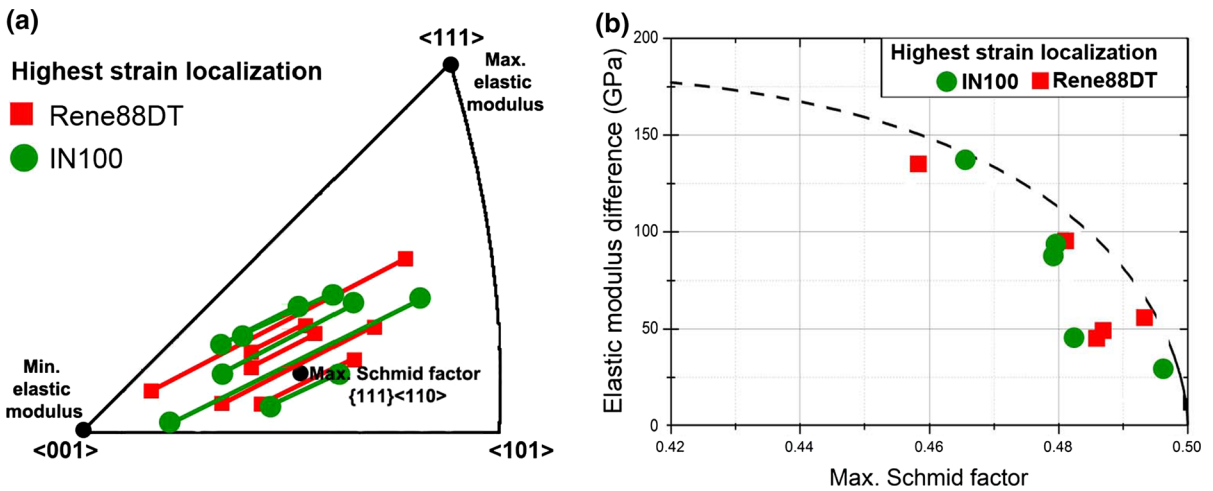 (a)
<111>
Max.
elastic
modulus
Highest strain localization
Rene88DT
IN100
Min.
elastic
modulus
Max. Schmid factor
{111}<110>
<001>
<101>
(b)
200
150
100
50
0
Elastic modulus difference (GPa)
Highest strain localization
IN100 Rene88DT
0.42 0.44 0.46 0.48 0.50
Max. Schmid factor